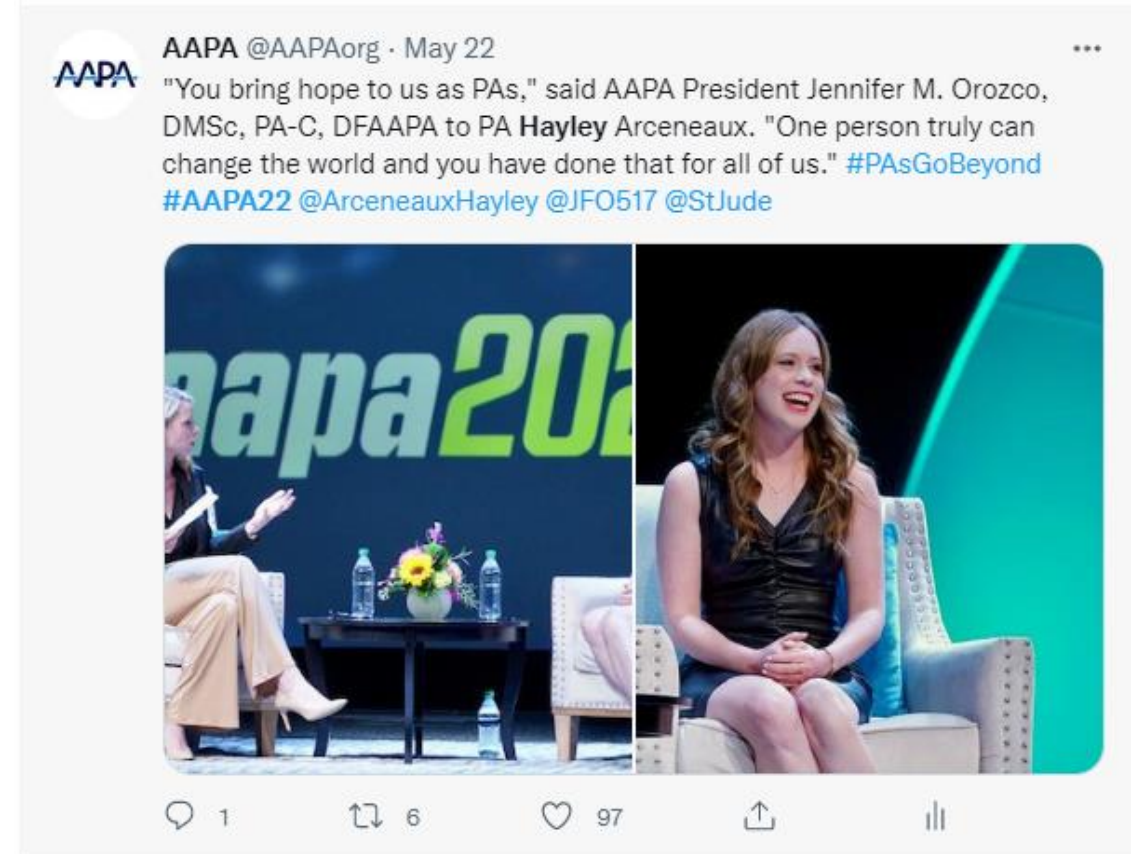 AAPA
AAPA @AAPAorg · May 22
"You bring hope to us as PAs," said AAPA President Jennifer M. Orozco,
DMSc, PA-C, DFAAPA to PA Hayley Arceneaux. "One person truly can
change the world and you have done that for all of us." #PAsGoBeyond
#AAPA22 @ArceneauxHayley @JFO517 @StJude
aapa202
1
6
97